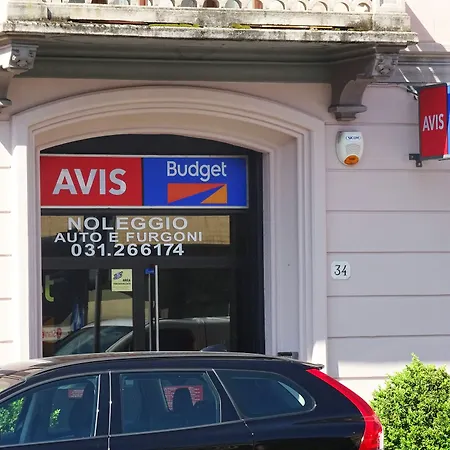 AVIS Budget
NOLEGGIO
AUTO E FURGONI
031.266174
AVIS
34